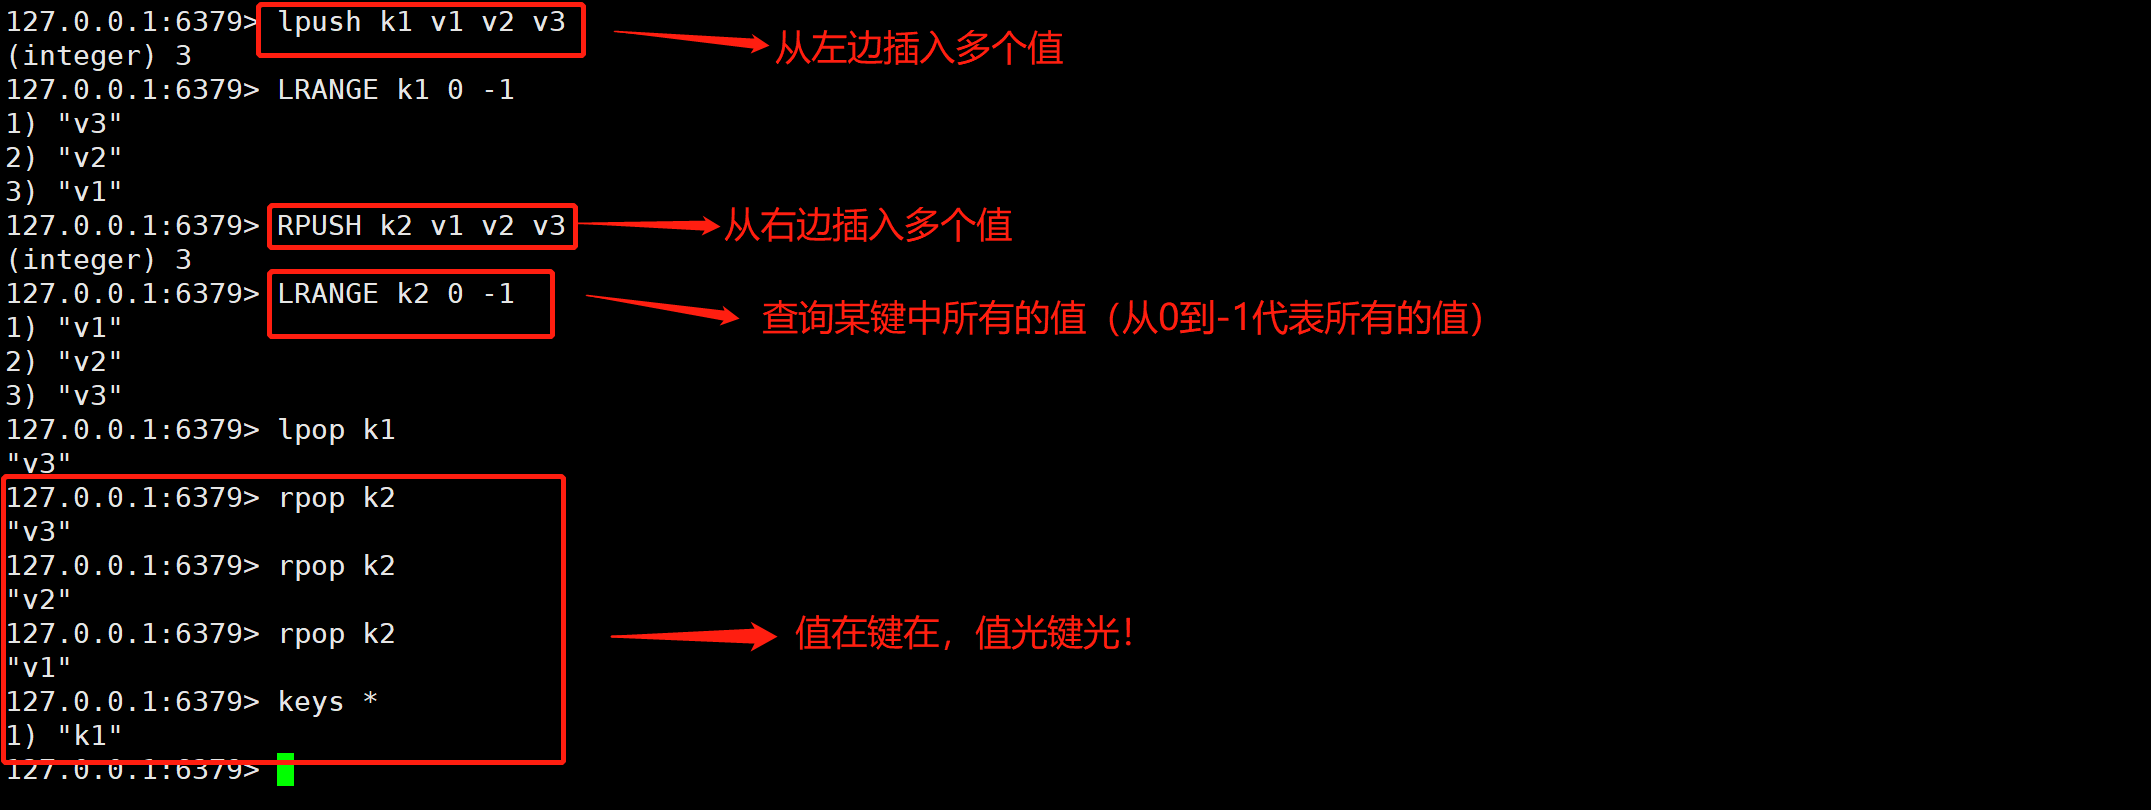 127.0.0.1:6379> lpush k1 v1 v2 v3
从左边插入多个值
(integer) 3
127.0.0.1:6379> LRANGE k1 0 -1
1) "v3"
2) "v2"
3) "v1"
127.0.0.1:6379> RPUSH k2 v1 v2 v3
从右边插入多个值
(integer) 3
127.0.0.1:6379> LRANGE k2 0 -1
查询某键中所有的值（从0到-1代表所有的值）
1) "v1"
2) "v2"
3) "v3"
127.0.0.1:6379> lpop k1
"v3"
127.0.0.1:6379> rpop k2
"v3"
127.0.0.1:6379> rpop k2
"v2"
127.0.0.1:6379> rpop k2
值在键在，值光键光！
"v1"
127.0.0.1:6379> keys *
1) "k1"
127.0.0.1:6379>